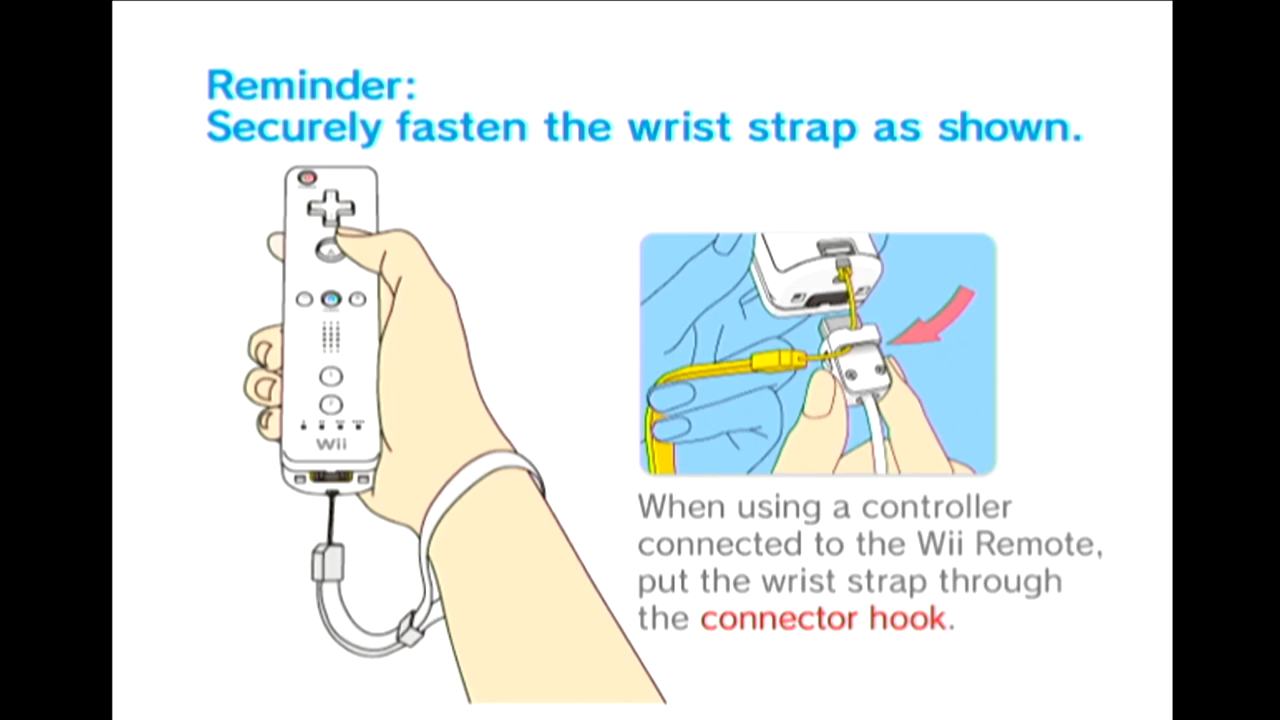 Reminder:
Securely fasten the wrist strap as shown.
Wii
When using a controller
connected to the Wii Remote,
put the wrist strap through
the connector hook.